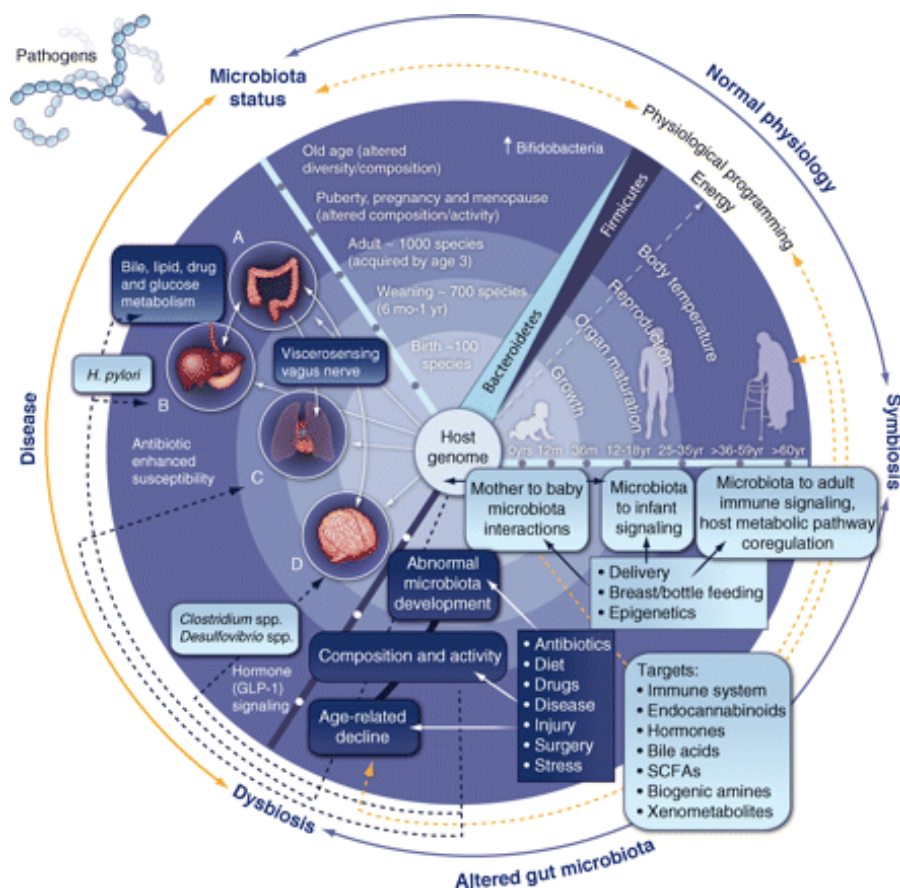 Pathogens
Microbiota
status
Normal physiology
Physiological programming
Energy
Old age (altered
diversity/composition)
↑ Bifidobacteria
Puberty, pregnancy and menopause
(altered composition/activity)
Adult ~ 1000 species
(acquired by age 3)
Weaning ~ 700 species
(6 mo-1 yr)
Birth ~100
species
Firmicutes
Bacteroidetes
Body temperature
Reproduction
Organ maturation
Growth
A
Bile, lipid, drug
and glucose
metabolism
Viscerosensing
vagus nerve
H. pylori
B
Disease
Antibiotic
enhanced
susceptibility
C
D
Host
genome
0yrs 12m 36m 12-18yr 25-35yr >36-59yr >60yr
Symbiosis
Mother to baby
microbiota
interactions
Microbiota
to infant
signaling
Microbiota to adult
immune signaling,
host metabolic pathway
coregulation
• Delivery
• Breast/bottle feeding
• Epigenetics
Abnormal
microbiota
development
Clostridium spp.
Desulfovibrio spp.
Composition and activity
Hormone
(GLP-1)
signaling
Age-related
decline
• Antibiotics
• Diet
• Drugs
• Disease
• Injury
• Surgery
• Stress
Targets:
• Immune system
• Endocannabinoids
• Hormones
• Bile acids
• SCFAs
• Biogenic amines
• Xenometabolites
Dysbiosis
Altered gut microbiota